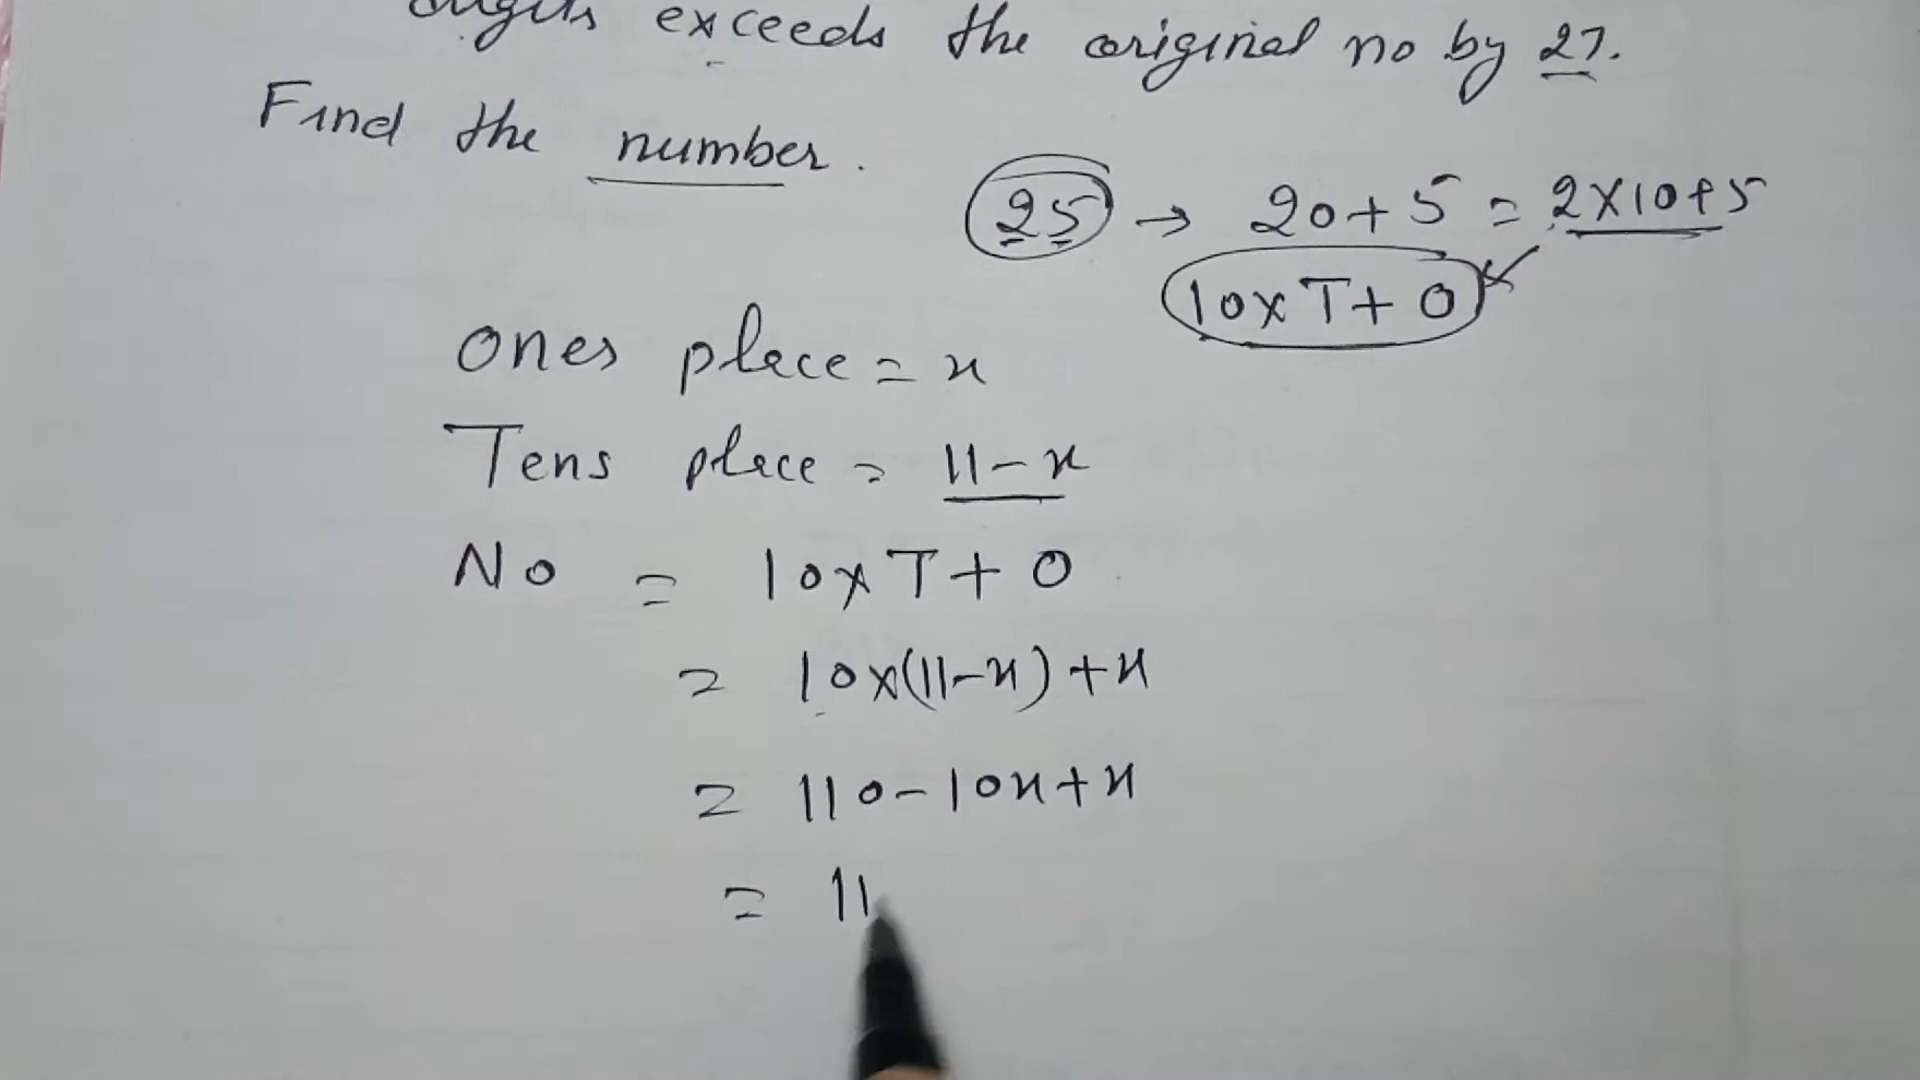 digits exceeds the original no by 27.
Find the number.
25 → 20+5 = 2×10+5
10×T+O
Ones place = x
Tens place = 11-x
No = 10×T+O
= 10×(11-x)+x
= 110-10x+x
= 11